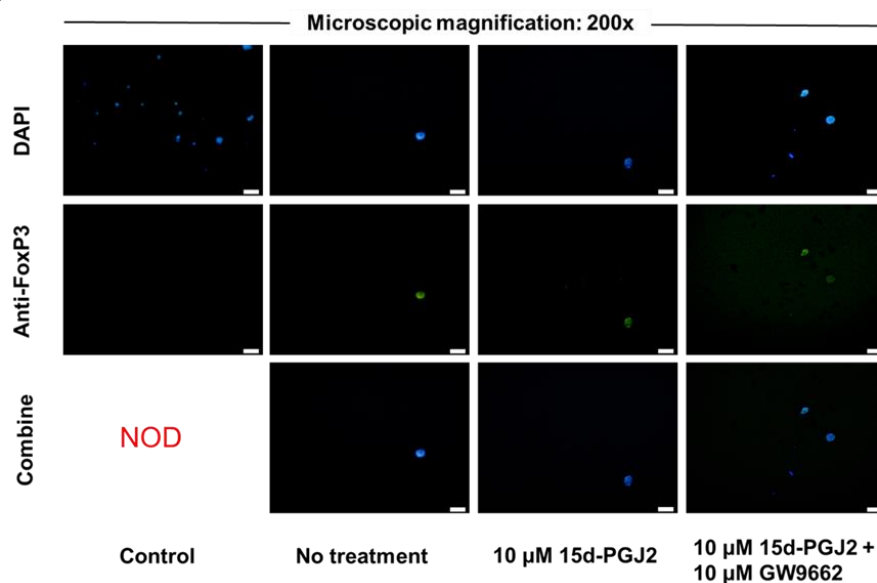 Microscopic magnification: 200x
DAPI
Anti-FoxP3
Combine
NOD
Control
No treatment
10 µM 15d-PGJ2
10 µM 15d-PGJ2 +
10 µM GW9662